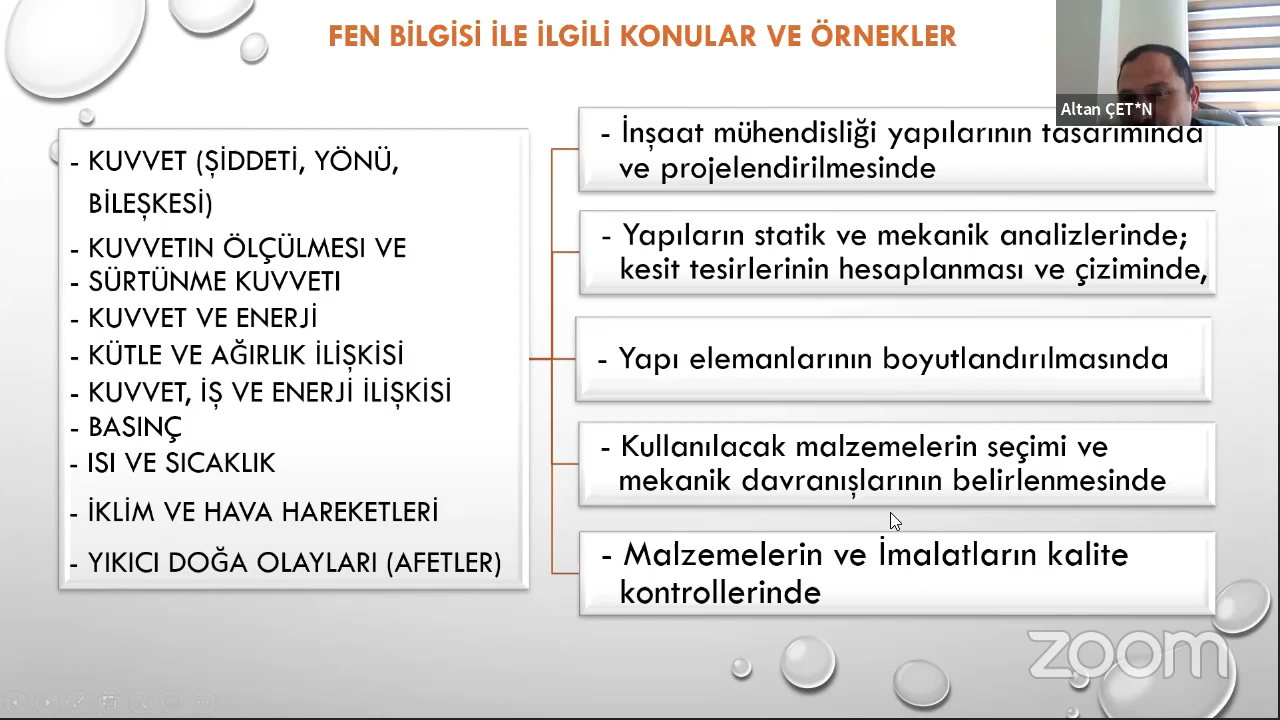 FEN BİLGİSİ İLE İLGİLİ KONULAR VE ÖRNEKLER
Altan ÇET*N
- KUVVET (ŞİDDETİ, YÖNÜ,
BİLEŞKESİ)
- KUVVETIN ÖLÇÜLMESI VE
- SÜRTÜNME KUVVETI
- KUVVET VE ENERJİ
- KÜTLE VE AĞIRLIK İLİŞKİSİ
- KUVVET, İŞ VE ENERJİ İLİŞKİSİ
- BASINÇ
- ISI VE SICAKLIK
- İKLİM VE HAVA HAREKETLERİ
- YIKICI DOĞA OLAYLARI (AFETLER)
- İnşaat mühendisliği yapılarının tasarımında
ve projelendirilmesinde
- Yapıların statik ve mekanik analizlerinde;
kesit tesirlerinin hesaplanması ve çiziminde,
- Yapı elemanlarının boyutlandırılmasında
- Kullanılacak malzemelerin seçimi ve
mekanik davranışlarının belirlenmesinde
- Malzemelerin ve İmalatların kalite
kontrollerinde
zoom